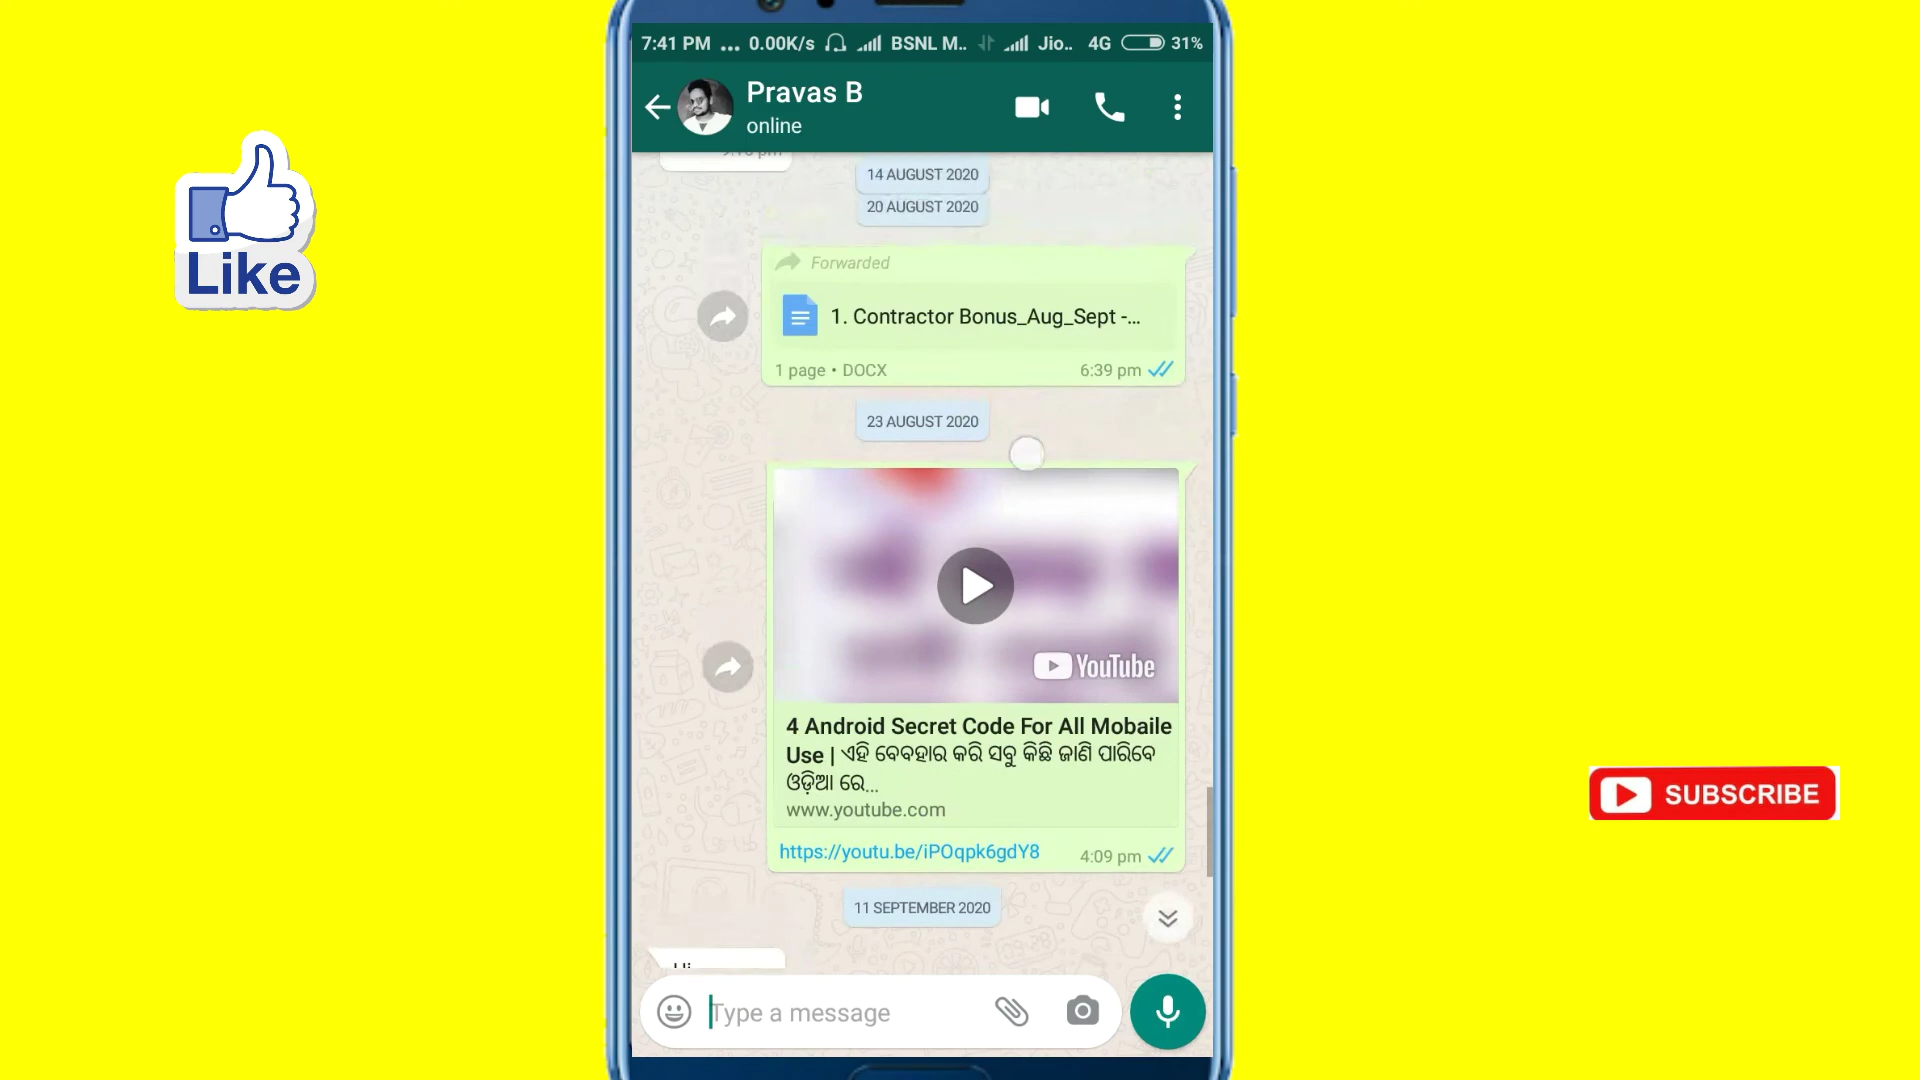 7:41 PM ... 0.00K/s BSNL M.. Jio.. 4G 31%
Pravas B
online
14 AUGUST 2020
20 AUGUST 2020
Forwarded
1. Contractor Bonus_Aug_Sept -...
1 page • DOCX 6:39 pm
23 AUGUST 2020
YouTube
4 Android Secret Code For All Mobaile
Use | ଏହି ବେବହାର କରି ସବୁ କିଛି ଜାଣି ପାରିବେ
ଓଡ଼ିଆ ରେ...
www.youtube.com
https://youtu.be/iPOqpk6gdY8 4:09 pm
11 SEPTEMBER 2020
Type a message
Like
SUBSCRIBE